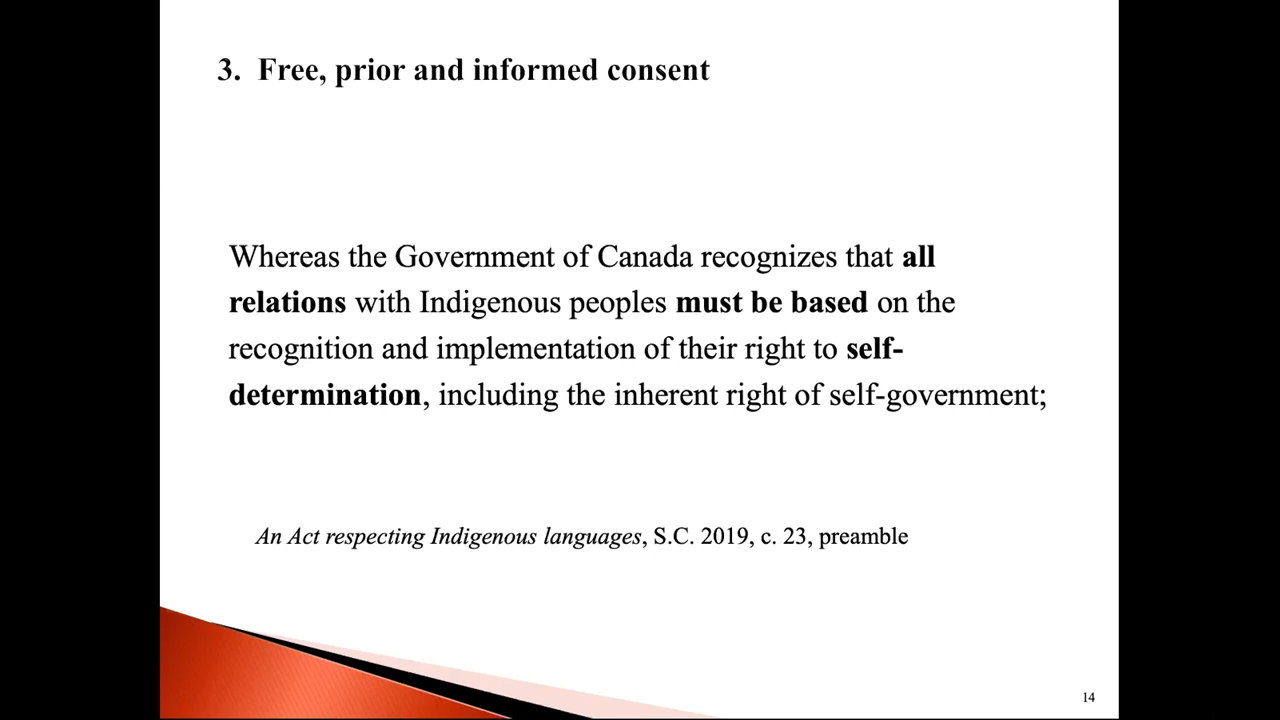 3. Free, prior and informed consent
Whereas the Government of Canada recognizes that all
relations with Indigenous peoples must be based on the
recognition and implementation of their right to self-
determination, including the inherent right of self-government;
An Act respecting Indigenous languages, S.C. 2019, c. 23, preamble
14